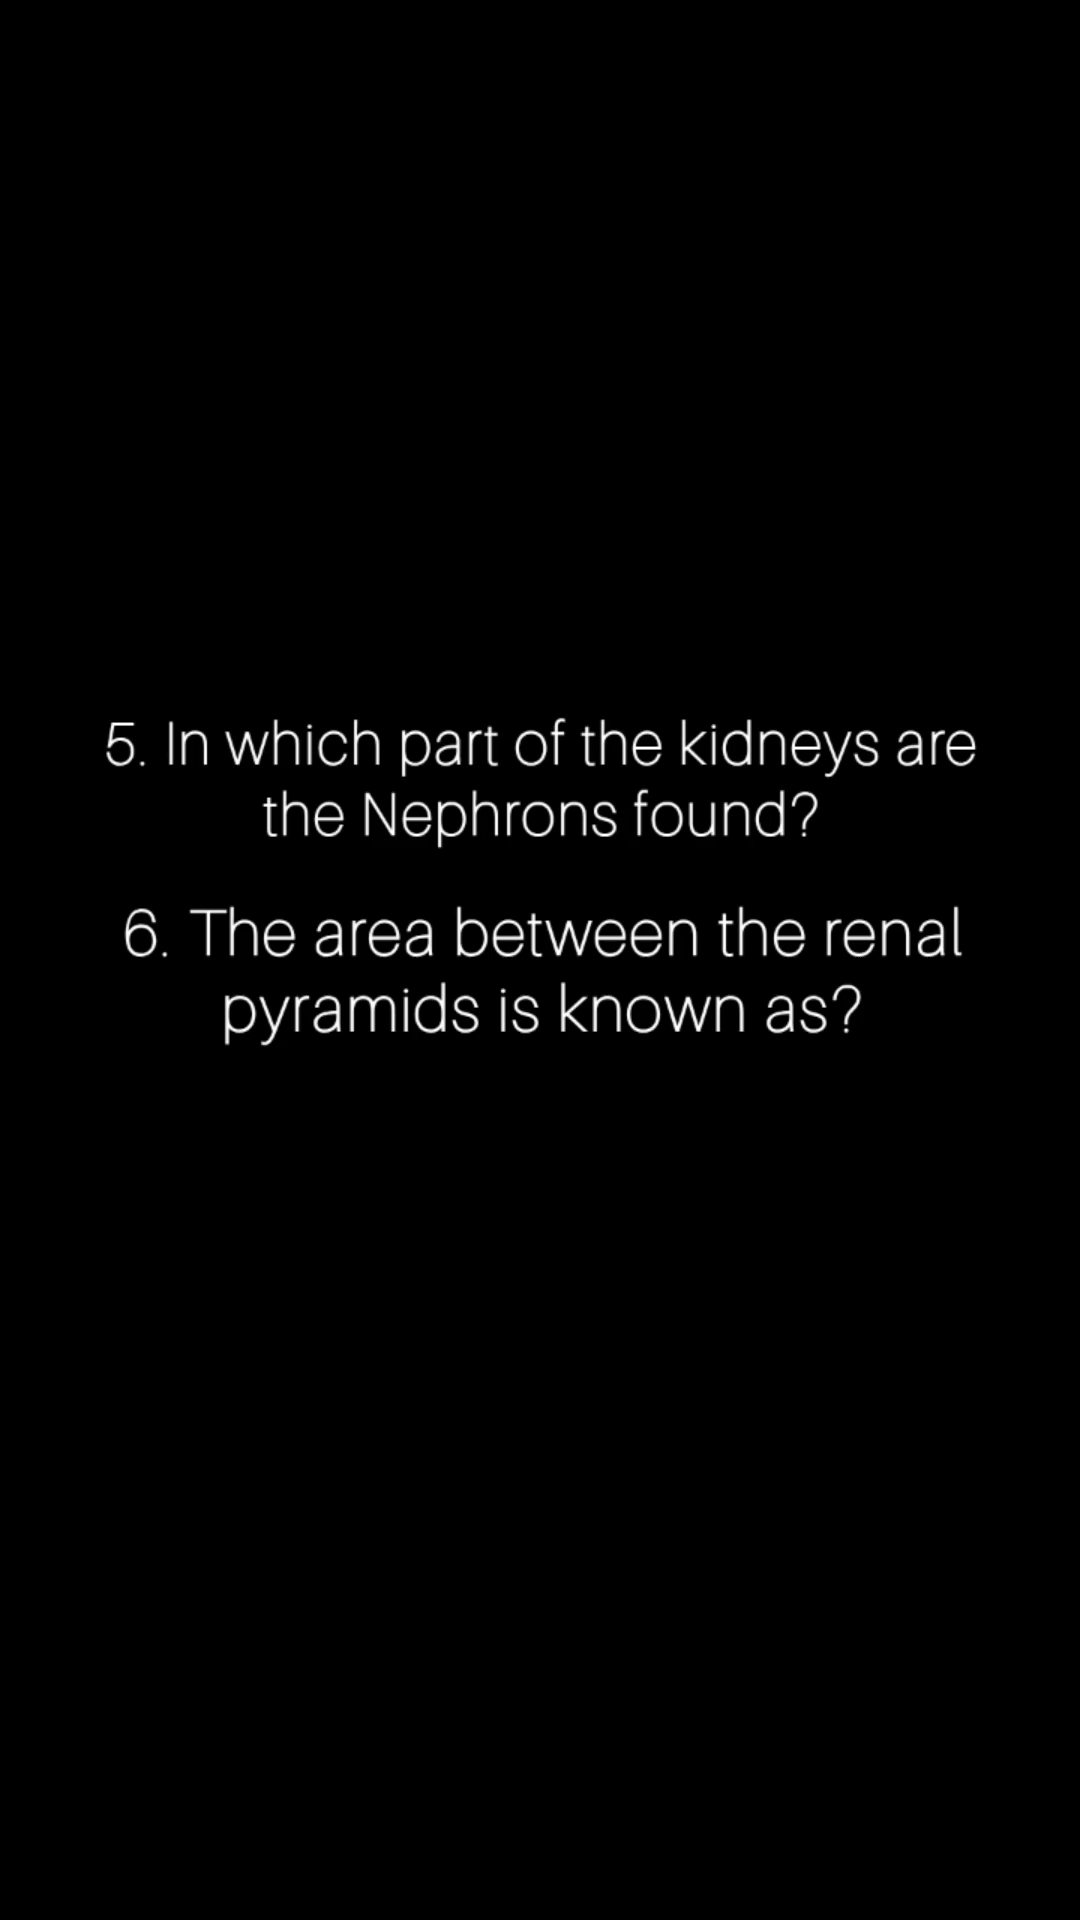 5. In which part of the kidneys are
the Nephrons found?
6. The area between the renal
pyramids is known as?